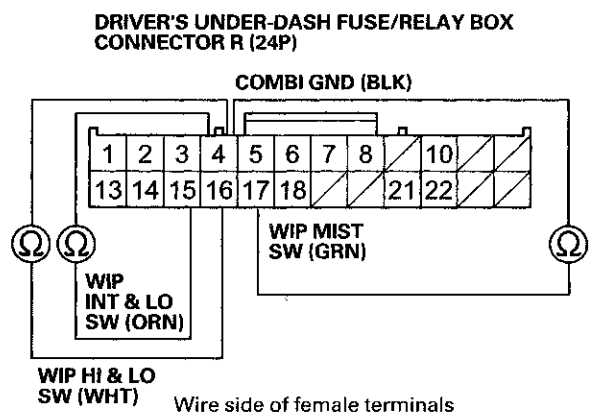 DRIVER'S UNDER-DASH FUSE/RELAY BOX
CONNECTOR R (24P)
COMBI GND (BLK)
1 2 3 4 5 6 7 8 10
13 14 15 16 17 18 21 22
Ω Ω Ω
WIP MIST
SW (GRN)
WIP
INT & LO
SW (ORN)
WIP HI & LO
SW (WHT)
Wire side of female terminals